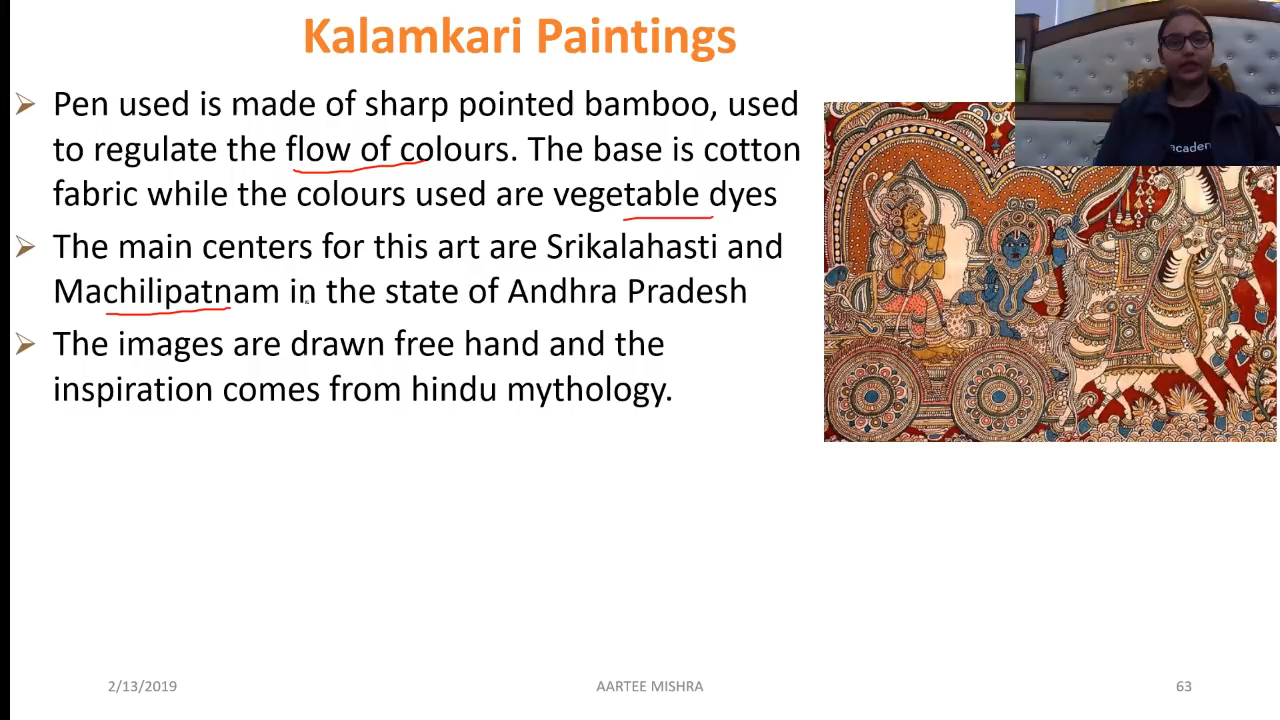 Kalamkari Paintings
Pen used is made of sharp pointed bamboo, used
to regulate the flow of colours. The base is cotton
fabric while the colours used are vegetable dyes
The main centers for this art are Srikalahasti and
Machilipatnam in the state of Andhra Pradesh
The images are drawn free hand and the
inspiration comes from hindu mythology.
academ
2/13/2019
AARTEE MISHRA
63